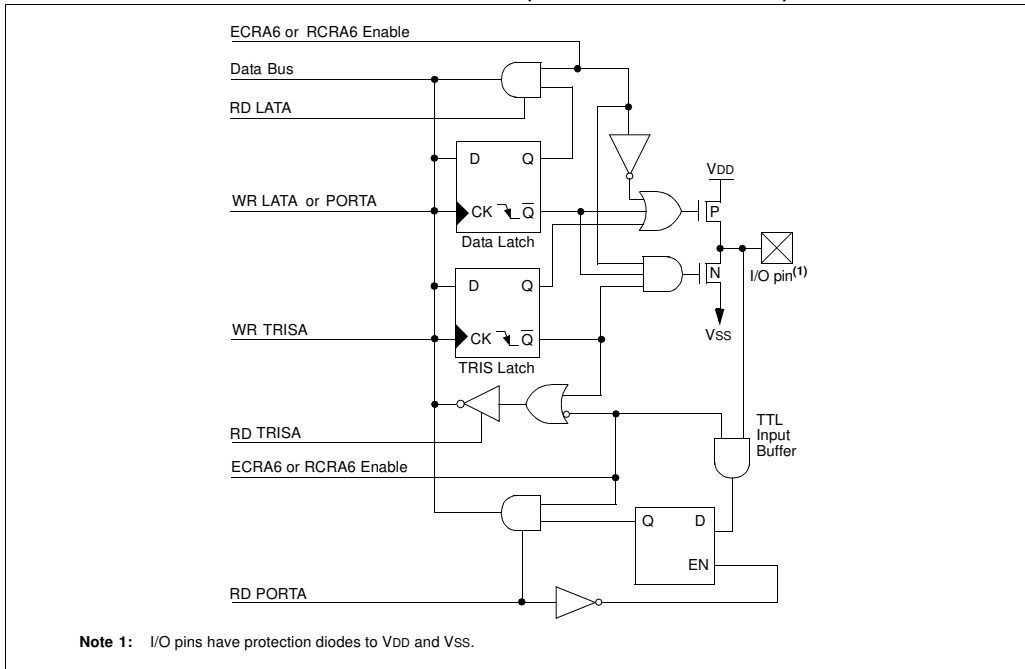 ECRA6 or RCRA6 Enable
Data Bus
RD LATA
D Q
VDD
WR LATA or PORTA
CK Q
P
Data Latch
N
I/O pin(1)
D Q
WR TRISA
CK Q
VSS
TRIS Latch
TTL
Input
Buffer
RD TRISA
ECRA6 or RCRA6 Enable
Q D
EN
RD PORTA
Note 1: I/O pins have protection diodes to VDD and VSS.